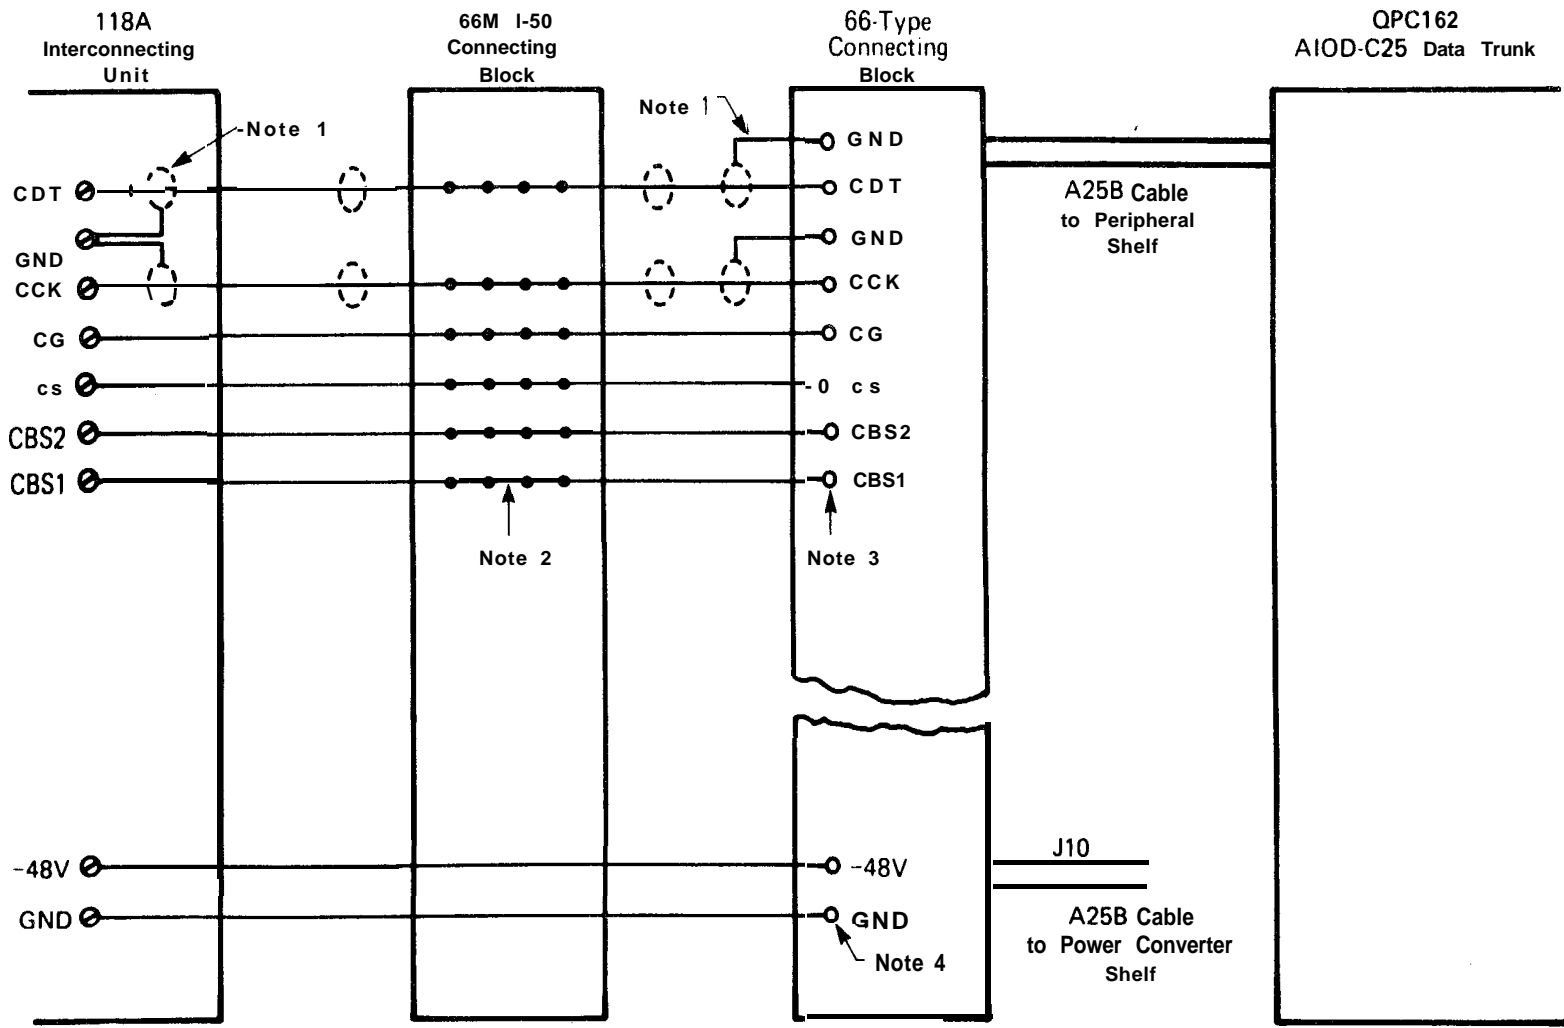 118A
Interconnecting
Unit
66M I-50
Connecting
Block
66-Type
Connecting
Block
QPC162
AIOD-C25 Data Trunk
-Note 1
Note 1
GND
CDT
CDT
GND
GND
CCK
CCK
CG
CG
cs
-0 cs
CBS2
CBS2
CBS1
CBS1
Note 2
Note 3
A25B Cable
to Peripheral
Shelf
-48V
-48V
J10
GND
GND
Note 4
A25B Cable
to Power Converter
Shelf